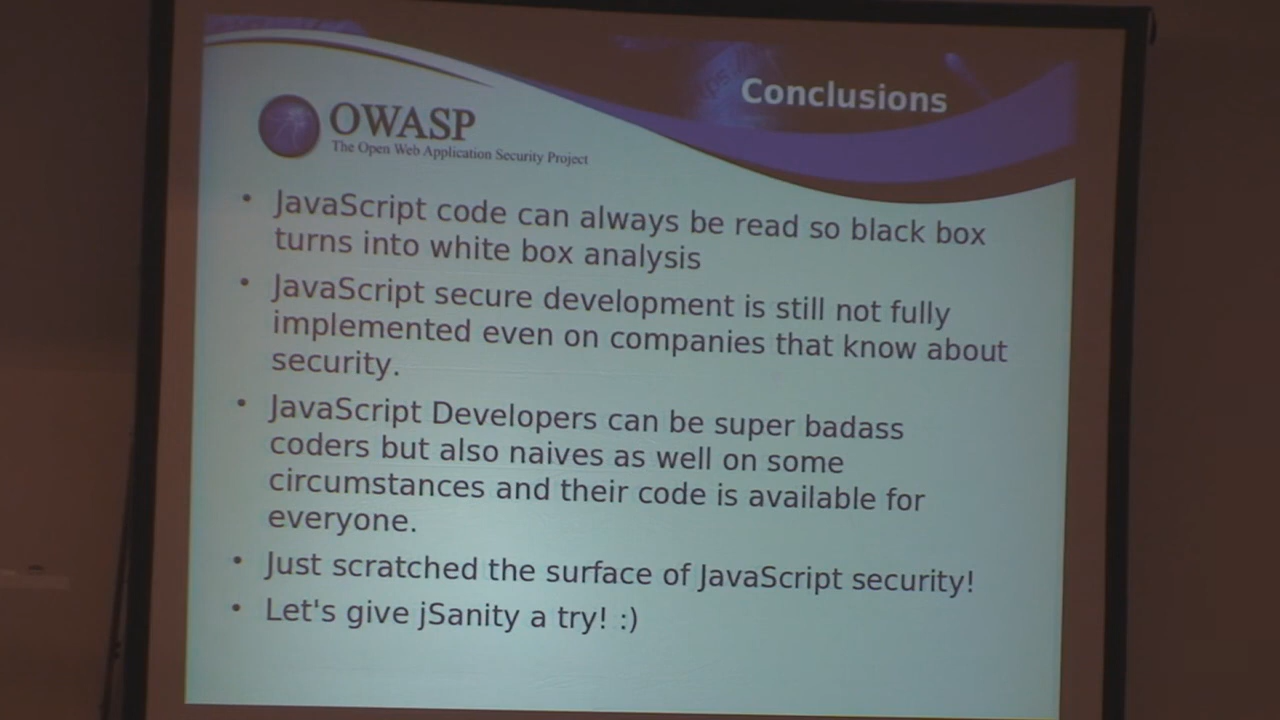 Conclusions
OWASP
The Open Web Application Security Project
• JavaScript code can always be read so black box
turns into white box analysis
• JavaScript secure development is still not fully
implemented even on companies that know about
security.
• JavaScript Developers can be super badass
coders but also naives as well on some
circumstances and their code is available for
everyone.
• Just scratched the surface of JavaScript security!
• Let's give jSanity a try! :)